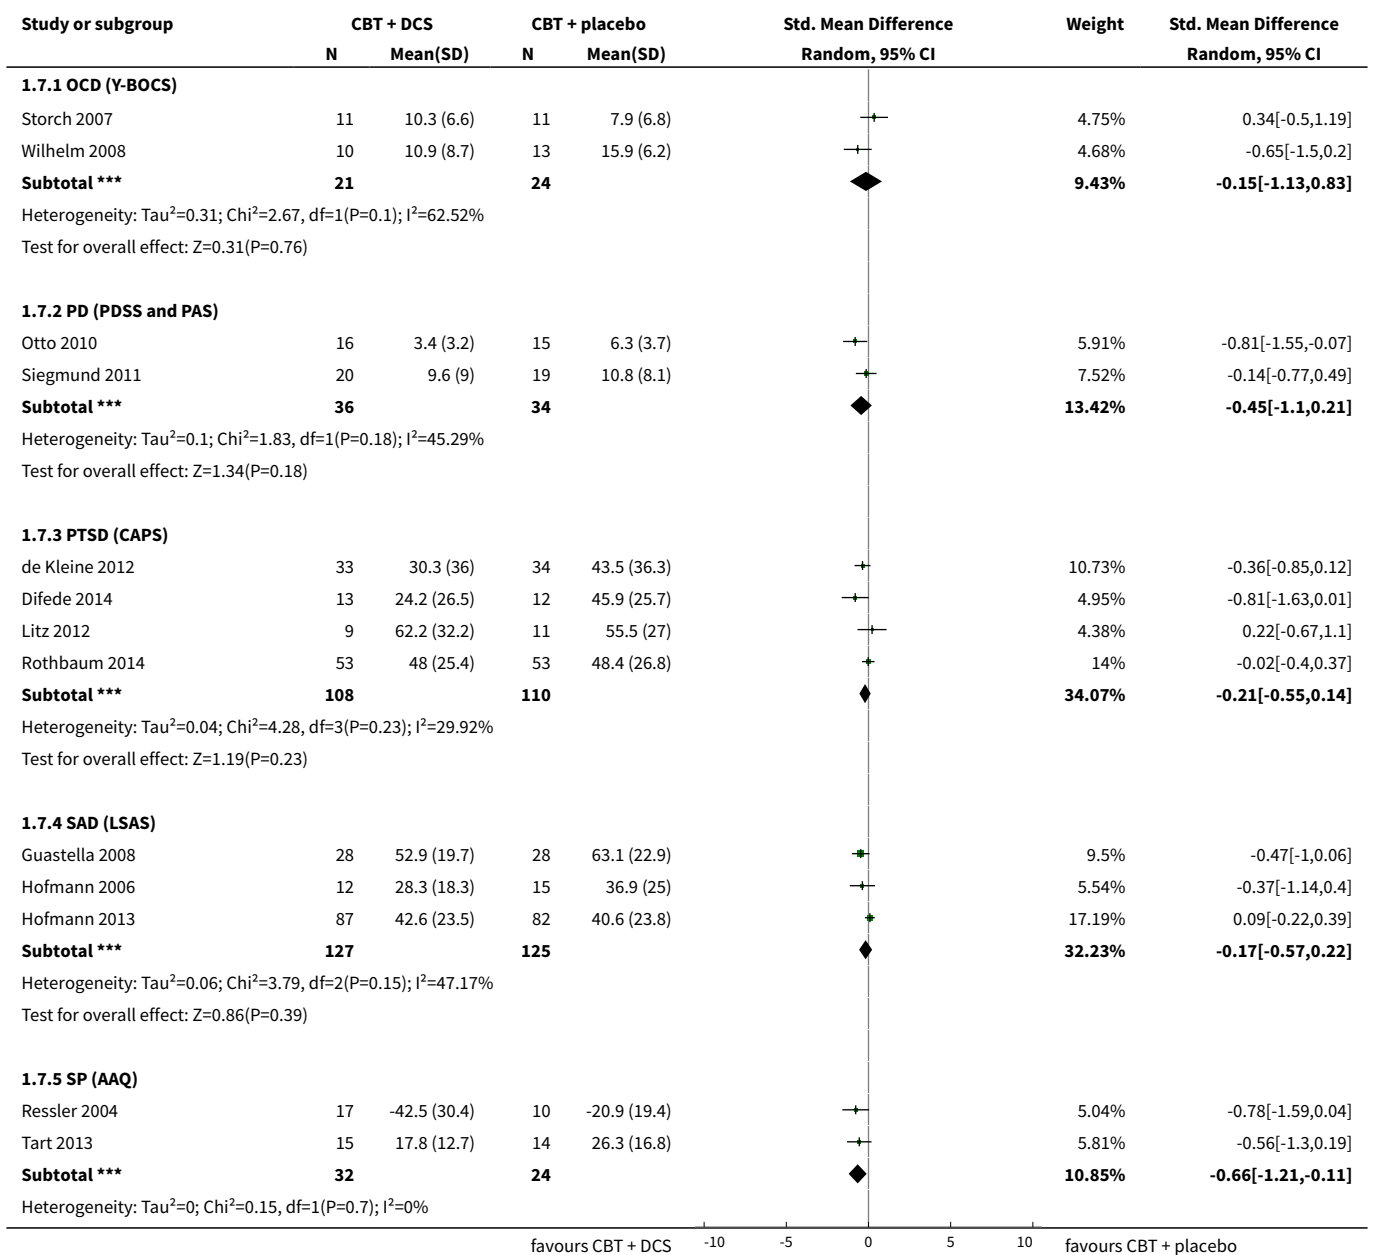 Study or subgroup CBT + DCS CBT + placebo Std. Mean Difference Weight Std. Mean Difference
N Mean(SD) N Mean(SD) Random, 95% CI Random, 95% CI
1.7.1 OCD (Y-BOCS)
Storch 2007 11 10.3 (6.6) 11 7.9 (6.8) 4.75% 0.34[-0.5,1.19]
Wilhelm 2008 10 10.9 (8.7) 13 15.9 (6.2) 4.68% -0.65[-1.5,0.2]
Subtotal *** 21 24 9.43% -0.15[-1.13,0.83]
Heterogeneity: Tau²=0.31; Chi²=2.67, df=1(P=0.1); I²=62.52%
Test for overall effect: Z=0.31(P=0.76)
1.7.2 PD (PDSS and PAS)
Otto 2010 16 3.4 (3.2) 15 6.3 (3.7) 5.91% -0.81[-1.55,-0.07]
Siegmund 2011 20 9.6 (9) 19 10.8 (8.1) 7.52% -0.14[-0.77,0.49]
Subtotal *** 36 34 13.42% -0.45[-1.1,0.21]
Heterogeneity: Tau²=0.1; Chi²=1.83, df=1(P=0.18); I²=45.29%
Test for overall effect: Z=1.34(P=0.18)
1.7.3 PTSD (CAPS)
de Kleine 2012 33 30.3 (36) 34 43.5 (36.3) 10.73% -0.36[-0.85,0.12]
Difede 2014 13 24.2 (26.5) 12 45.9 (25.7) 4.95% -0.81[-1.63,0.01]
Litz 2012 9 62.2 (32.2) 11 55.5 (27) 4.38% 0.22[-0.67,1.1]
Rothbaum 2014 53 48 (25.4) 53 48.4 (26.8) 14% -0.02[-0.4,0.37]
Subtotal *** 108 110 34.07% -0.21[-0.55,0.14]
Heterogeneity: Tau²=0.04; Chi²=4.28, df=3(P=0.23); I²=29.92%
Test for overall effect: Z=1.19(P=0.23)
1.7.4 SAD (LSAS)
Guastella 2008 28 52.9 (19.7) 28 63.1 (22.9) 9.5% -0.47[-1,0.06]
Hofmann 2006 12 28.3 (18.3) 15 36.9 (25) 5.54% -0.37[-1.14,0.4]
Hofmann 2013 87 42.6 (23.5) 82 40.6 (23.8) 17.19% 0.09[-0.22,0.39]
Subtotal *** 127 125 32.23% -0.17[-0.57,0.22]
Heterogeneity: Tau²=0.06; Chi²=3.79, df=2(P=0.15); I²=47.17%
Test for overall effect: Z=0.86(P=0.39)
1.7.5 SP (AAQ)
Ressler 2004 17 -42.5 (30.4) 10 -20.9 (19.4) 5.04% -0.78[-1.59,0.04]
Tart 2013 15 17.8 (12.7) 14 26.3 (16.8) 5.81% -0.56[-1.3,0.19]
Subtotal *** 32 24 10.85% -0.66[-1.21,-0.11]
Heterogeneity: Tau²=0; Chi²=0.15, df=1(P=0.7); I²=0%
favours CBT + DCS -10 -5 0 5 10 favours CBT + placebo